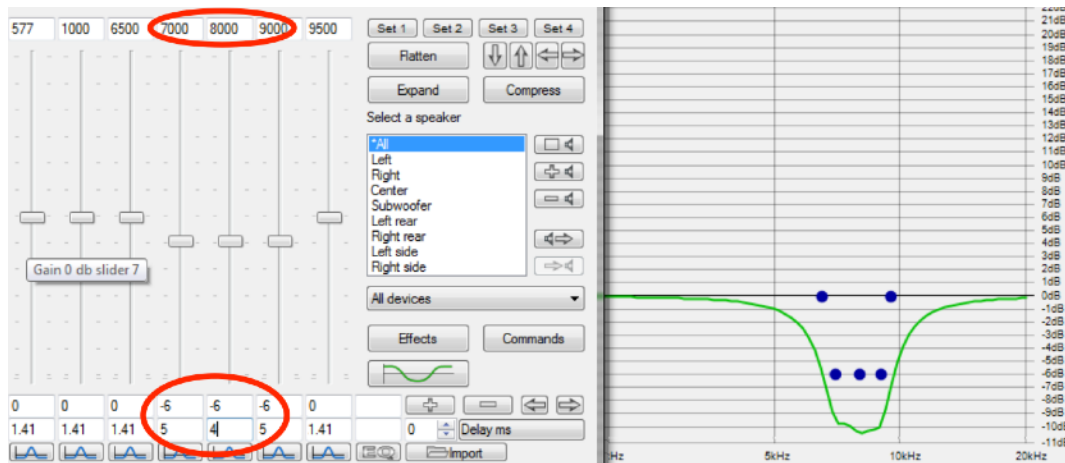 577 1000 6500 7000 8000 9000 9500
Set 1 Set 2 Set 3 Set 4
Flatten
Expand Compress
Select a speaker
*All
Left
Right
Center
Subwoofer
Left rear
Right rear
Left side
Right side
Gain 0 db slider 7
All devices
Effects Commands
0 0 0 -6 -6 -6 0
1.41 1.41 1.41 5 4 5 1.41 0 Delay ms
EQ Import
21dB
20dB
19dB
18dB
17dB
16dB
15dB
14dB
13dB
12dB
11dB
10dB
9dB
8dB
7dB
6dB
5dB
4dB
3dB
2dB
1dB
0dB
-1dB
-2dB
-3dB
-4dB
-5dB
-6dB
-7dB
-8dB
-9dB
-10dB
-11dB
Hz 5kHz 10kHz 20kHz